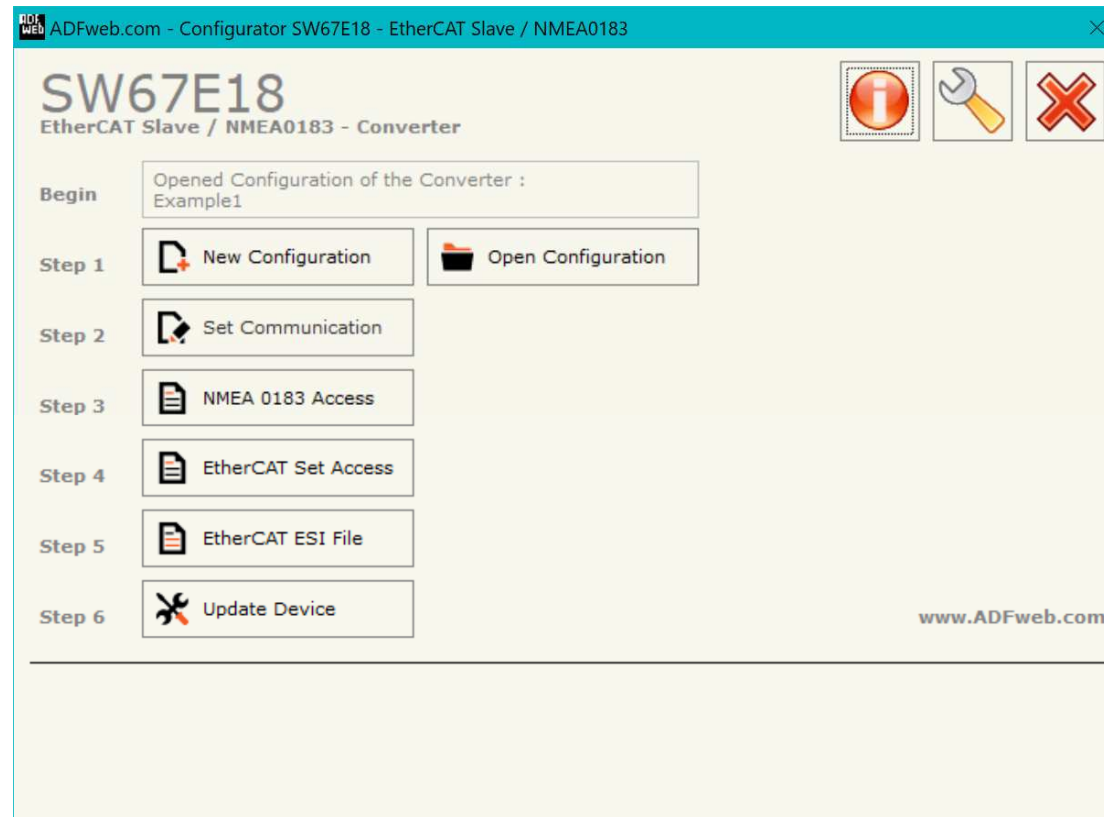 ADF
WEB
ADFweb.com - Configurator SW67E18 - EtherCAT Slave / NMEA0183
SW67E18
EtherCAT Slave / NMEA0183 - Converter
Begin
Opened Configuration of the Converter :
Example1
Step 1
New Configuration
Open Configuration
Step 2
Set Communication
Step 3
NMEA 0183 Access
Step 4
EtherCAT Set Access
Step 5
EtherCAT ESI File
Step 6
Update Device
www.ADFweb.com